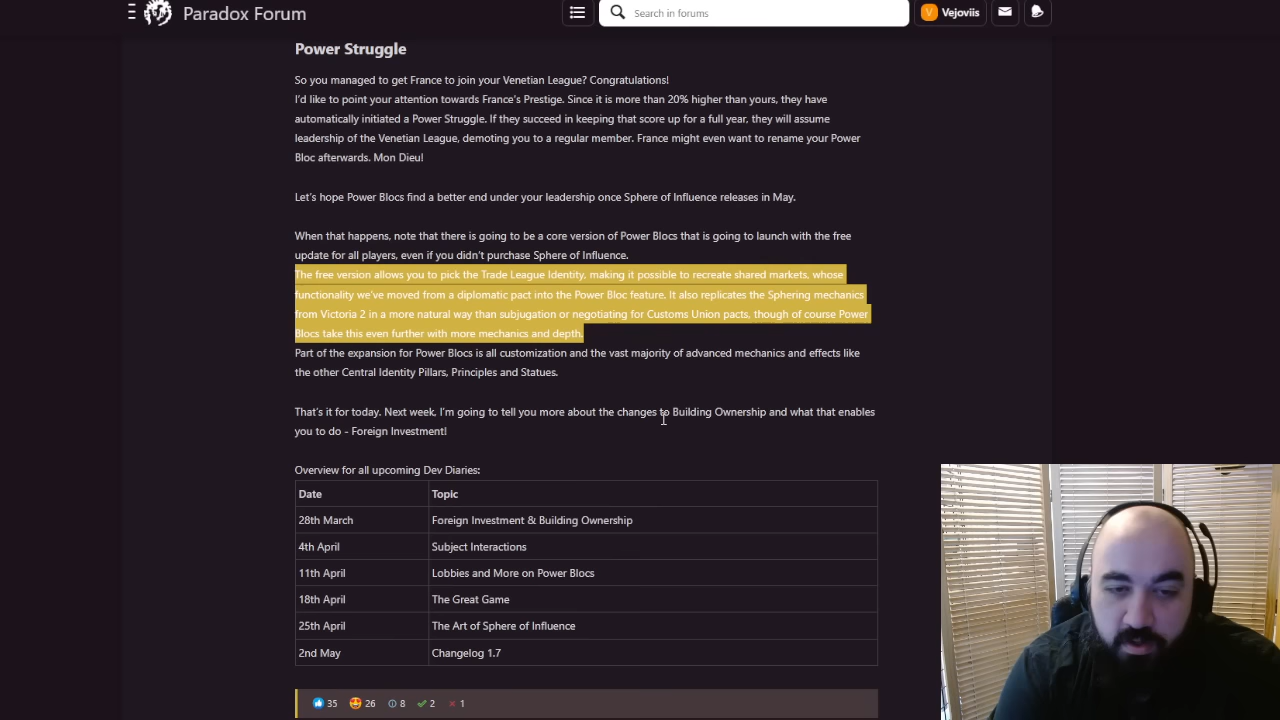 Paradox Forum
Search in forums
V Vejoviis
Power Struggle
So you managed to get France to join your Venetian League? Congratulations!
I'd like to point your attention towards France's Prestige. Since it is more than 20% higher than yours, they have
automatically initiated a Power Struggle. If they succeed in keeping that score up for a full year, they will assume
leadership of the Venetian League, demoting you to a regular member. France might even want to rename your Power
Bloc afterwards. Mon Dieu!
Let's hope Power Blocs find a better end under your leadership once Sphere of Influence releases in May.
When that happens, note that there is going to be a core version of Power Blocs that is going to launch with the free
update for all players, even if you didn't purchase Sphere of Influence.
The free version allows you to pick the Trade League Identity, making it possible to recreate shared markets, whose
functionality we've moved from a diplomatic pact into the Power Bloc feature. It also replicates the Sphering mechanics
from Victoria 2 in a more natural way than subjugation or negotiating for Customs Union pacts, though of course Power
Blocs take this even further with more mechanics and depth.
Part of the expansion for Power Blocs is all customization and the vast majority of advanced mechanics and effects like
the other Central Identity Pillars, Principles and Statues.
That's it for today. Next week, I'm going to tell you more about the changes to Building Ownership and what that enables
you to do - Foreign Investment!
Overview for all upcoming Dev Diaries:
Date Topic
28th March Foreign Investment & Building Ownership
4th April Subject Interactions
11th April Lobbies and More on Power Blocs
18th April The Great Game
25th April The Art of Sphere of Influence
2nd May Changelog 1.7
35 26 8 2 1